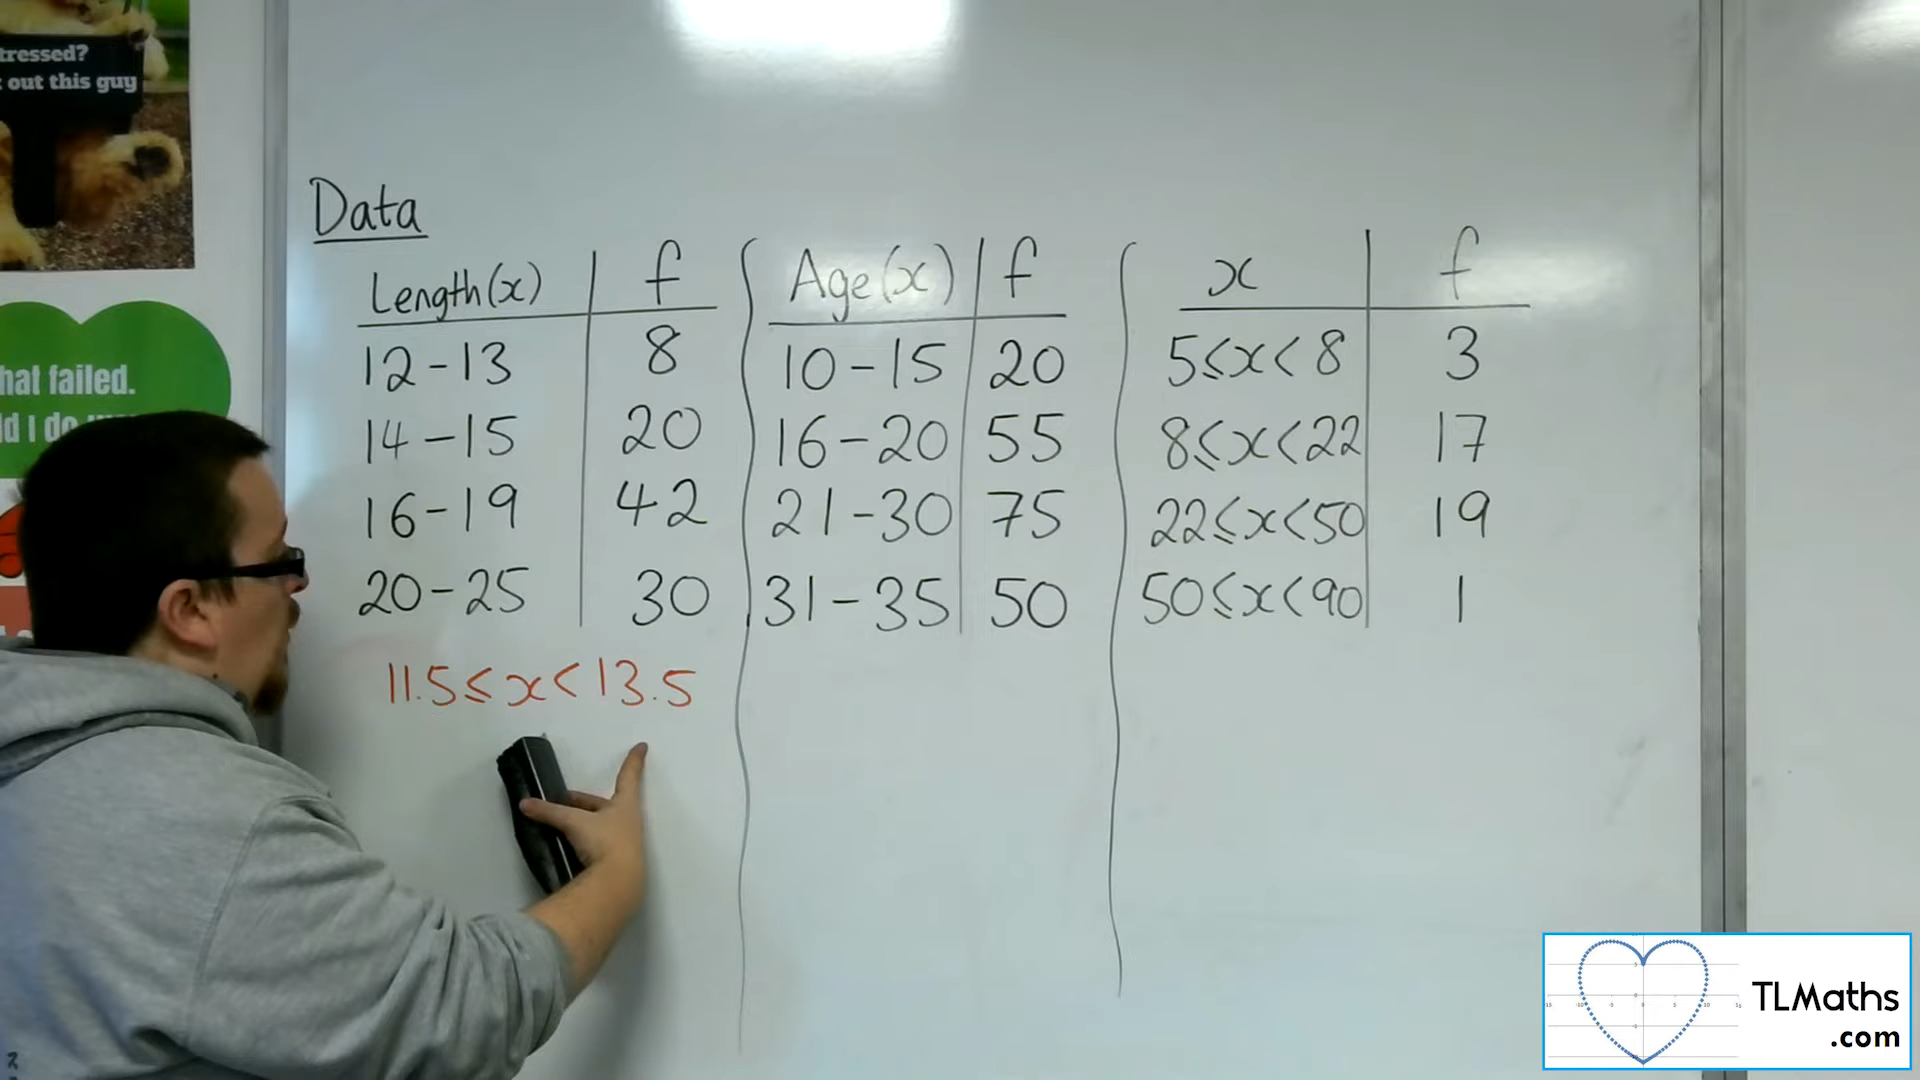 tressed?
out this guy
hat failed.
d I do
Data
Length(x) f
12-13 8
14-15 20
16-19 42
20-25 30
11.5≤x<13.5
Age(x) f
10-15 20
16-20 55
21-30 75
31-35 50
x f
5≤x<8 3
8≤x<22 17
22≤x<50 19
50≤x<90 1
TLMaths
.com